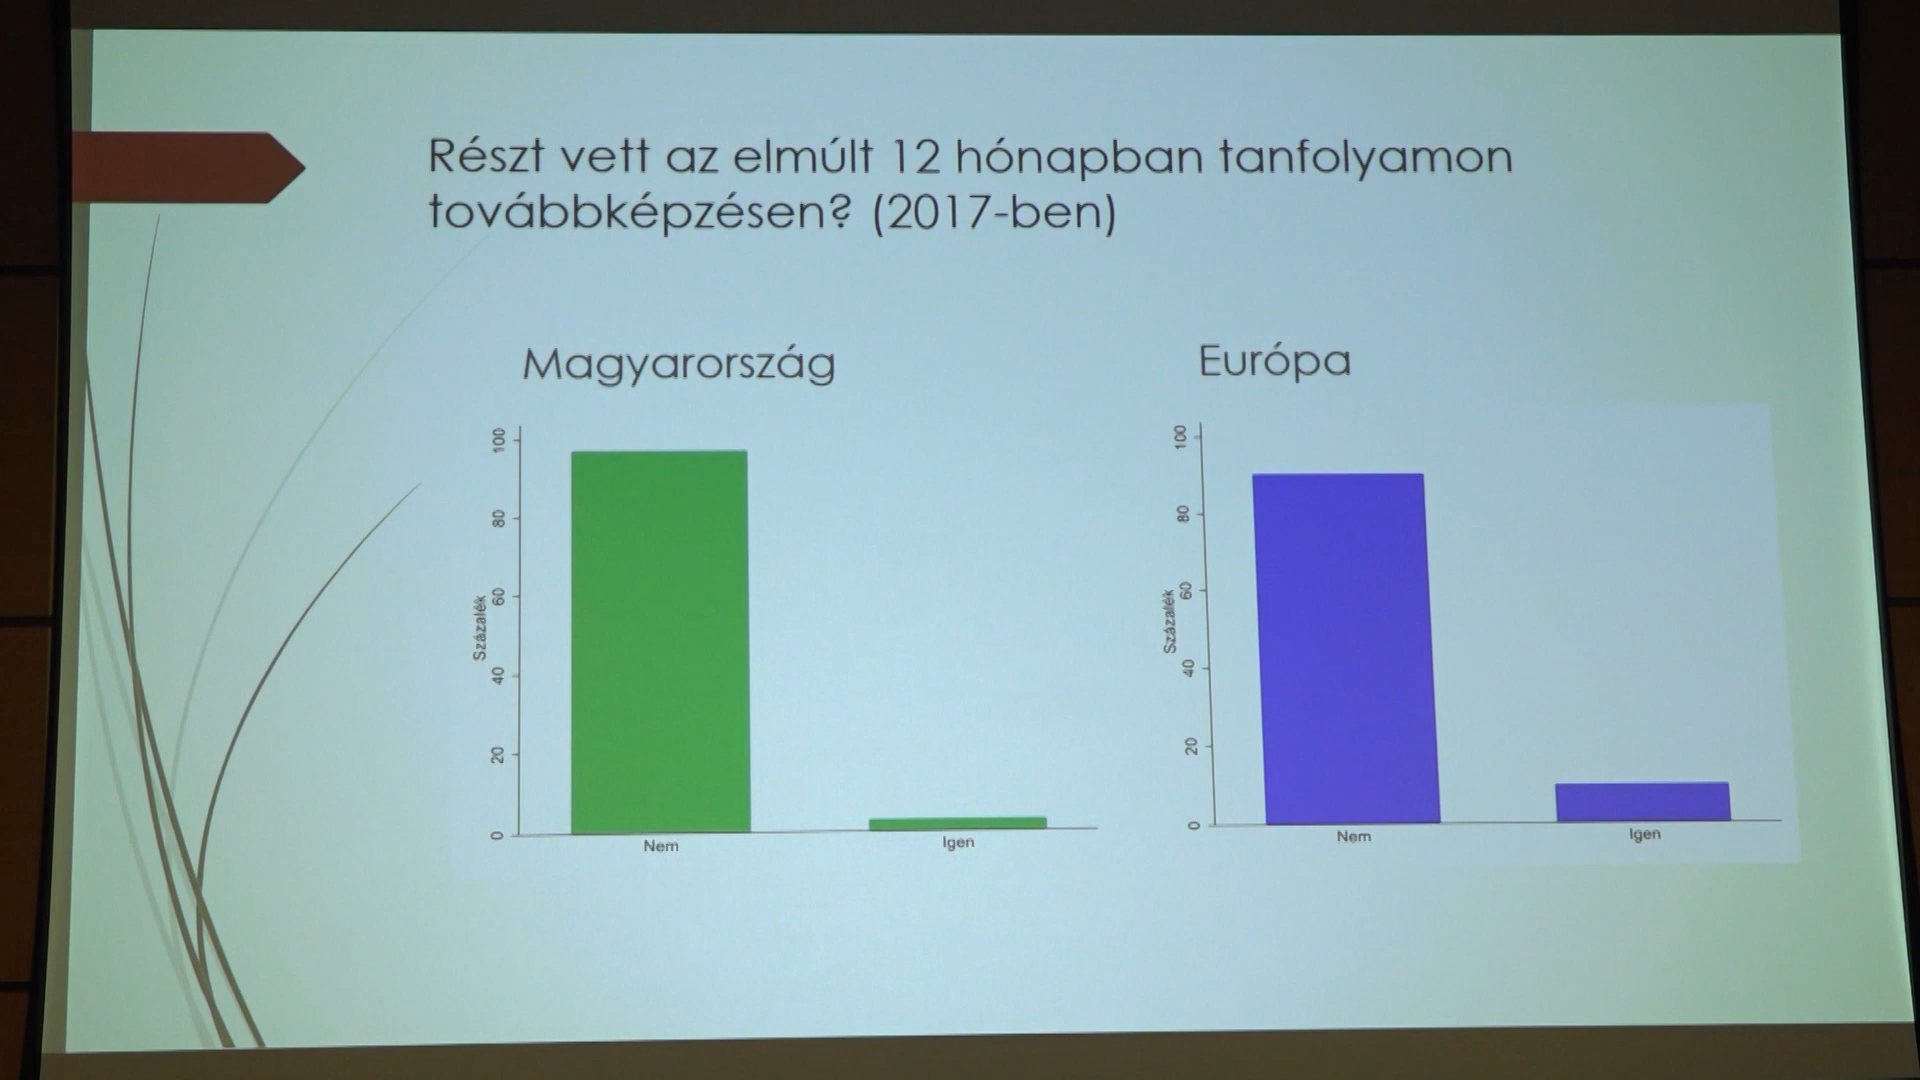 Részt vett az elmúlt 12 hónapban tanfolyamon
továbbképzésen? (2017-ben)
Magyarország
Európa
Százalék
100
80
60
40
20
0
Nem
Igen
Százalék
100
80
60
40
20
0
Nem
Igen